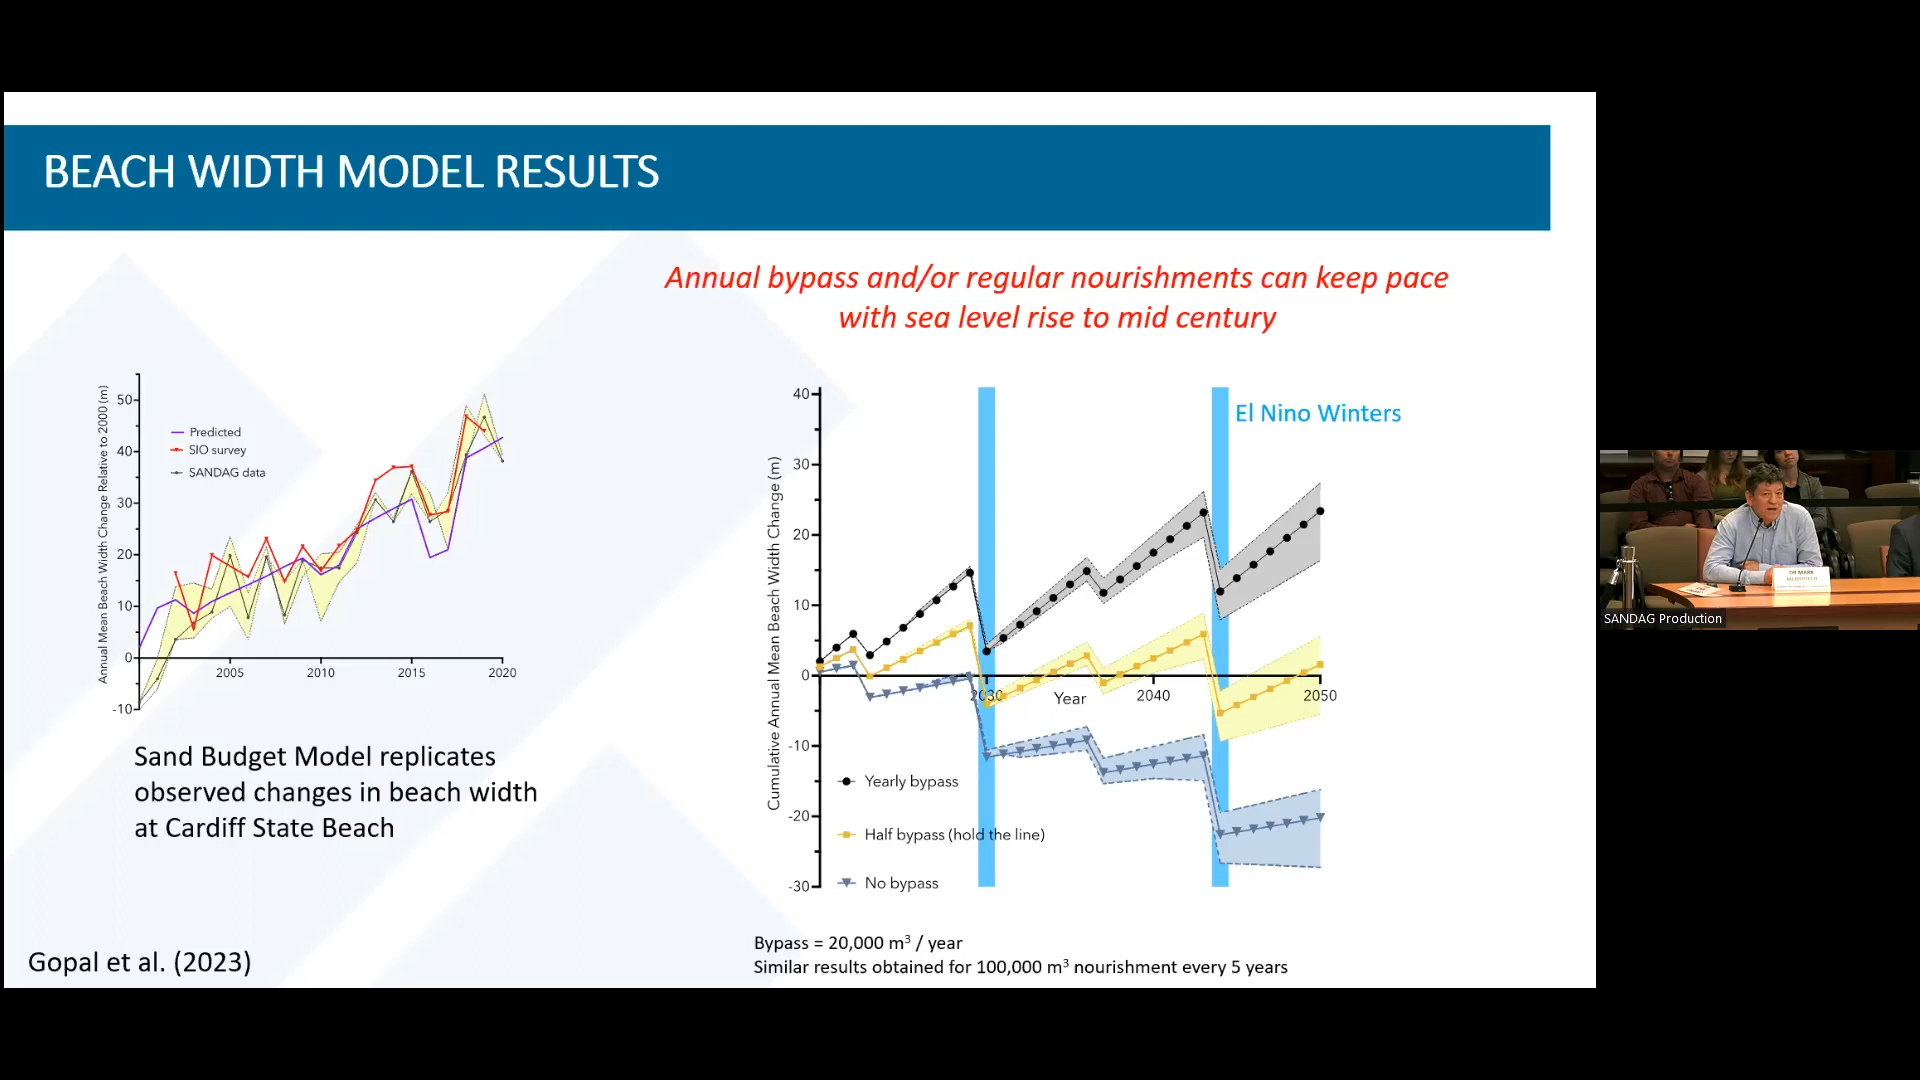 BEACH WIDTH MODEL RESULTS
Annual bypass and/or regular nourishments can keep pace
with sea level rise to mid century
Annual Mean Beach Width Change Relative to 2000 (m)
50
40
30
20
10
0
-10
2005
2010
2015
2020
Predicted
SIO survey
SANDAG data
Sand Budget Model replicates
observed changes in beach width
at Cardiff State Beach
Gopal et al. (2023)
Cumulative Annual Mean Beach Width Change (m)
40
30
20
10
0
-10
-20
-30
2030
Year
2040
2050
El Nino Winters
Yearly bypass
Half bypass (hold the line)
No bypass
Bypass = 20,000 m³ / year
Similar results obtained for 100,000 m³ nourishment every 5 years
DR MARK
MERRIFIELD
SANDAG Production